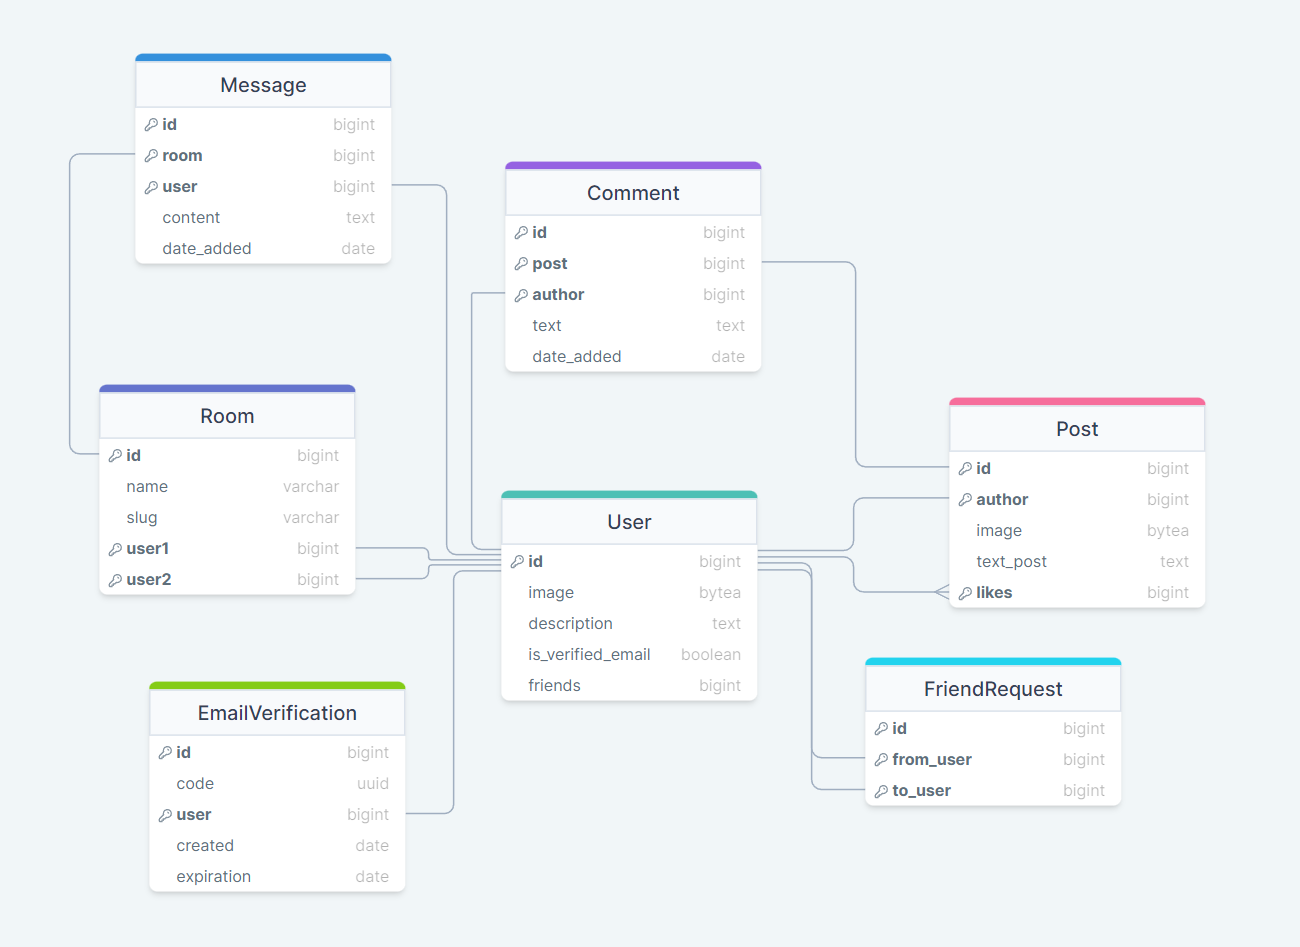 Message
id bigint
room bigint
user bigint
content text
date_added date
Comment
id bigint
post bigint
author bigint
text text
date_added date
Room
id bigint
name varchar
slug varchar
user1 bigint
user2 bigint
Post
id bigint
author bigint
image bytea
text_post text
likes bigint
User
id bigint
image bytea
description text
is_verified_email boolean
friends bigint
FriendRequest
id bigint
from_user bigint
to_user bigint
EmailVerification
id bigint
code uuid
user bigint
created date
expiration date